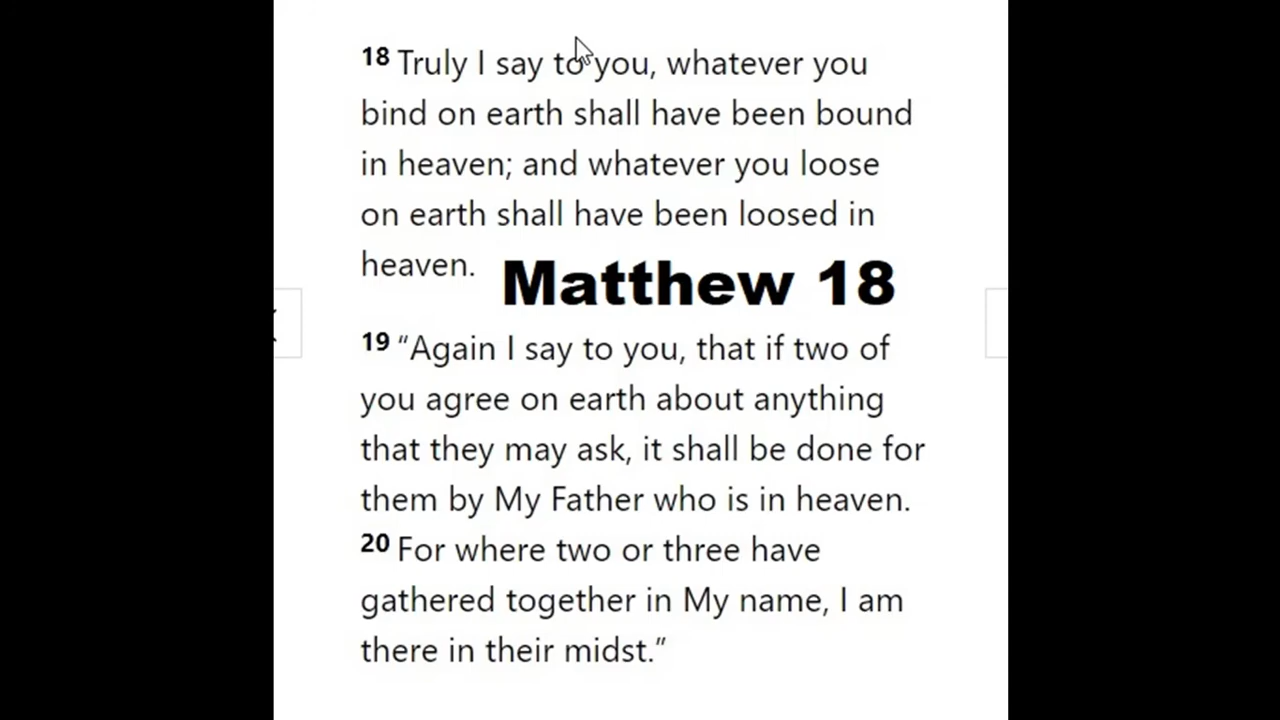 18 Truly I say to you, whatever you
bind on earth shall have been bound
in heaven; and whatever you loose
on earth shall have been loosed in
heaven.
Matthew 18
19 “Again I say to you, that if two of
you agree on earth about anything
that they may ask, it shall be done for
them by My Father who is in heaven.
20 For where two or three have
gathered together in My name, I am
there in their midst.”